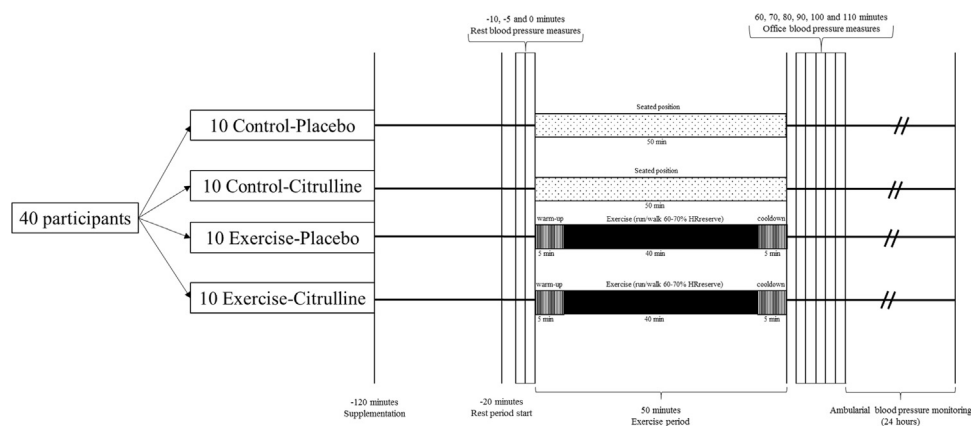 -10, -5 and 0 minutes
Rest blood pressure measures
60, 70, 80, 90, 100 and 110 minutes
Office blood pressure measures
40 participants
10 Control-Placebo
Seated position
50 min
10 Control-Citrulline
Seated position
50 min
10 Exercise-Placebo
warm-up
Exercise (run/walk 60-70% HRreserve)
cooldown
5 min
40 min
5 min
10 Exercise-Citrulline
warm-up
Exercise (run/walk 60-70% HRreserve)
cooldown
5 min
40 min
5 min
-120 minutes
Supplementation
-20 minutes
Rest period start
50 minutes
Exercise period
Ambularial blood pressure monitoring
(24 hours)